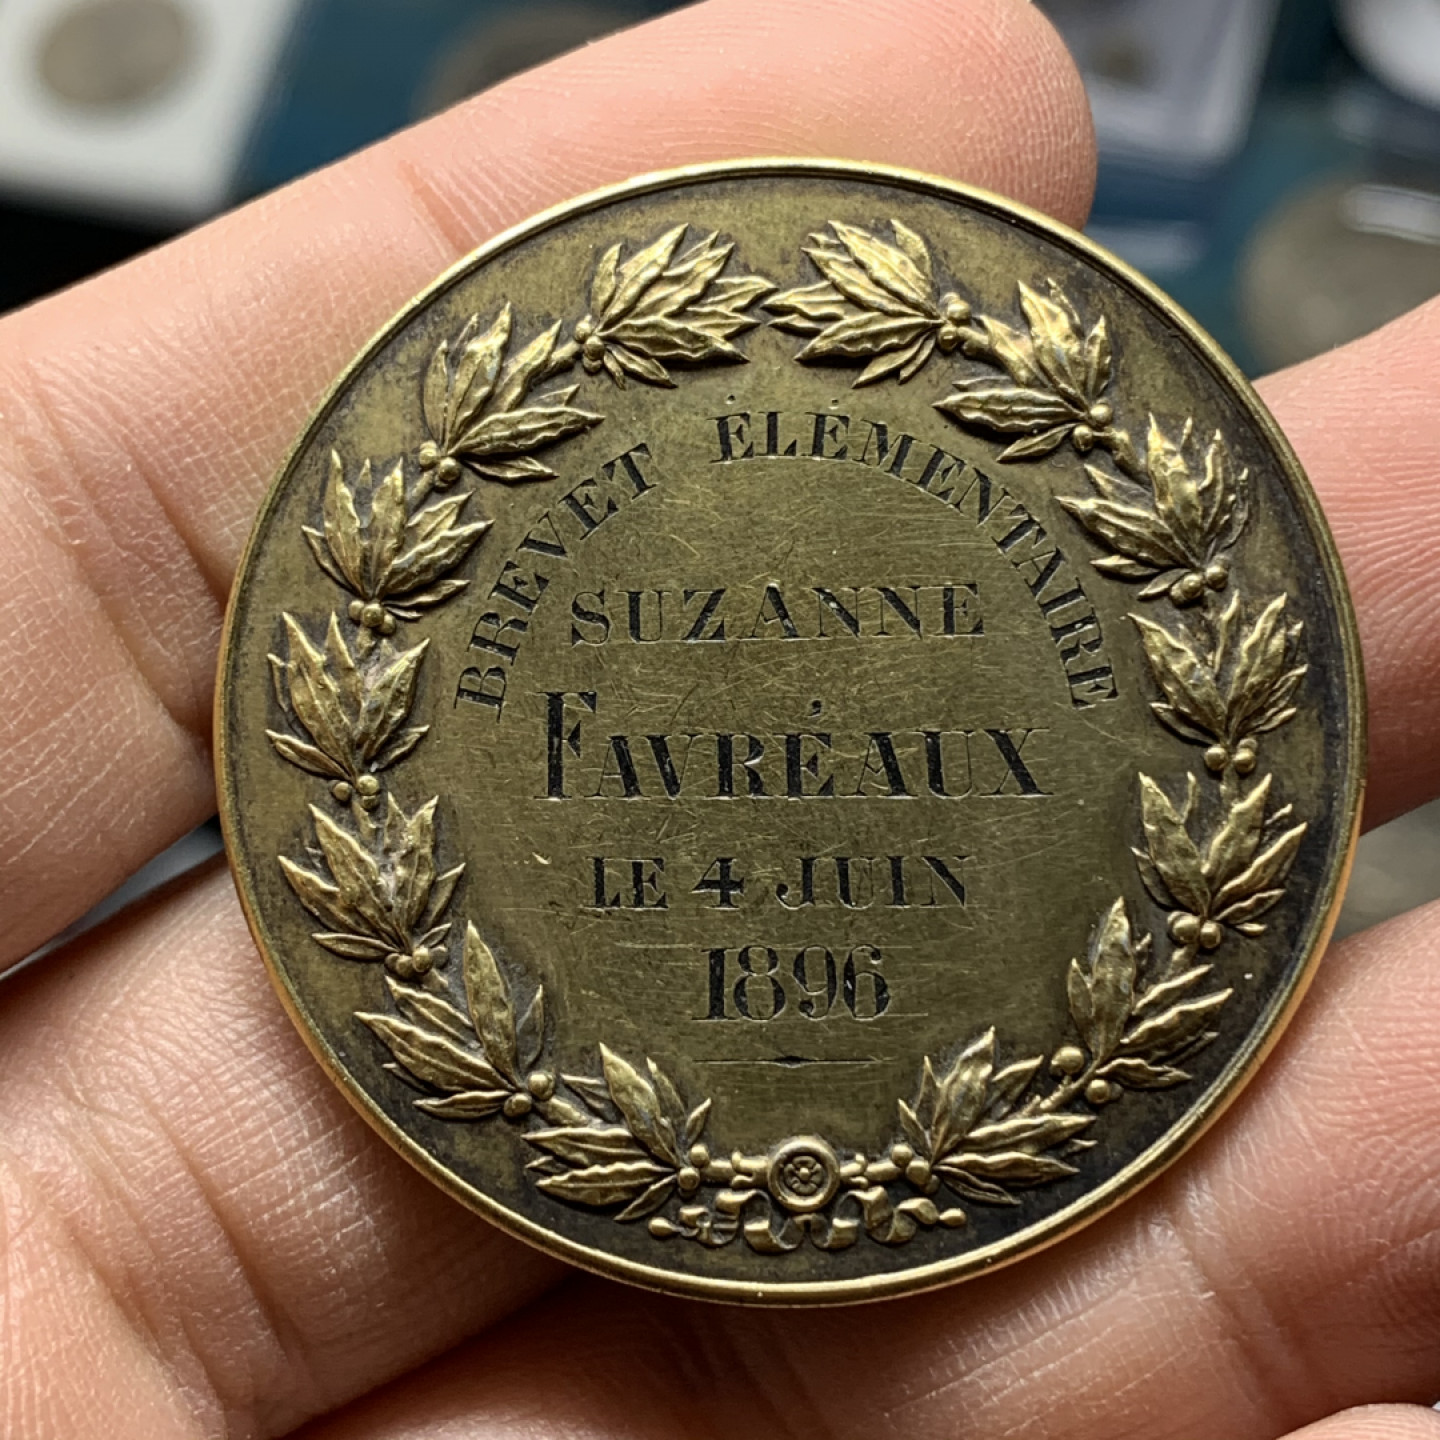 BREVET ÉLÉMENTAIRE
SUZANNE
FAVRÉAUX
LE 4 JUIN
1896